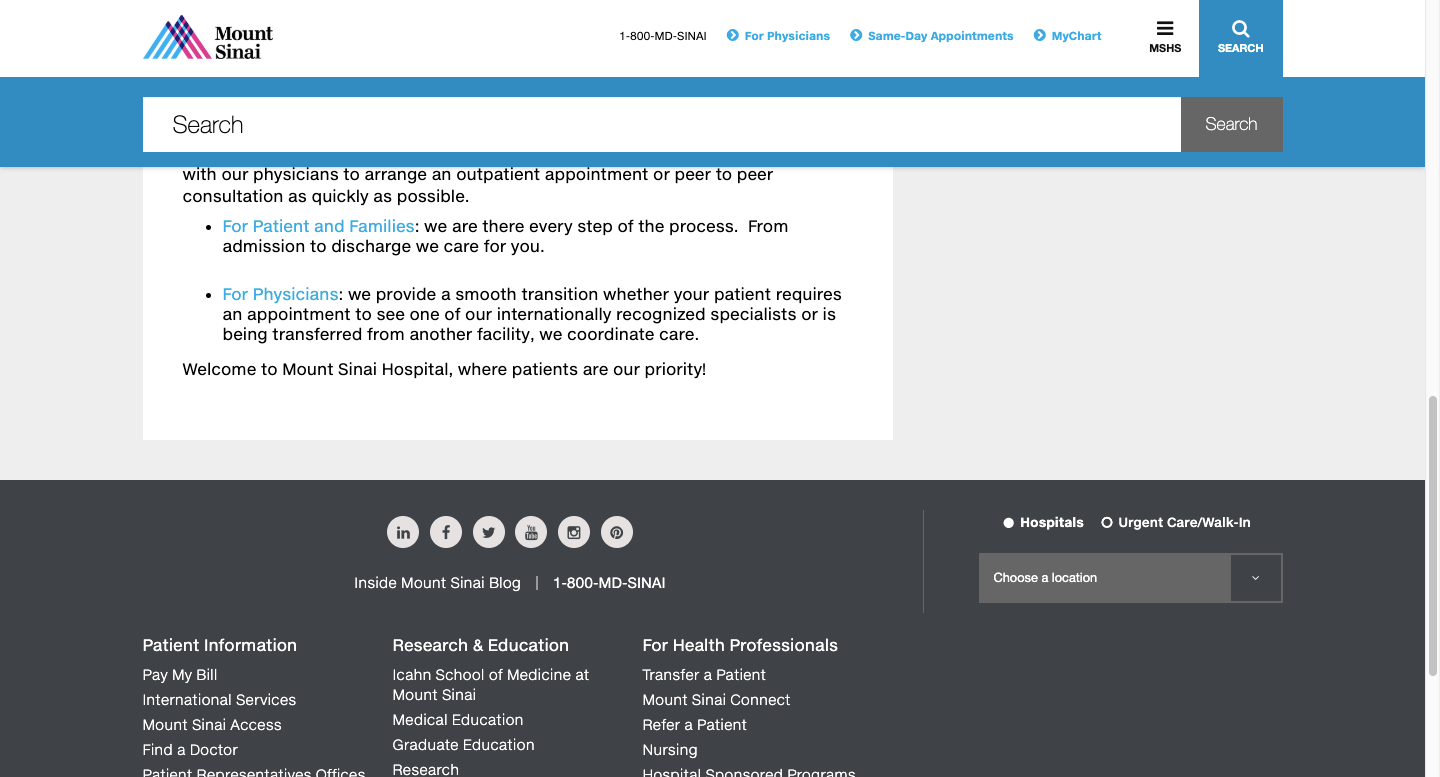 Mount
Sinai
1-800-MD-SINAI
For Physicians
Same-Day Appointments
MyChart
MSHS
SEARCH
Search
Search
with our physicians to arrange an outpatient appointment or peer to peer
consultation as quickly as possible.
For Patient and Families: we are there every step of the process.  From
admission to discharge we care for you.
For Physicians: we provide a smooth transition whether your patient requires
an appointment to see one of our internationally recognized specialists or is
being transferred from another facility, we coordinate care.
Welcome to Mount Sinai Hospital, where patients are our priority!
in
f
You
Tube
Inside Mount Sinai Blog | 1-800-MD-SINAI
Hospitals
Urgent Care/Walk-In
Choose a location
Patient Information
Pay My Bill
International Services
Mount Sinai Access
Find a Doctor
Patient Representatives Offices
Research & Education
Icahn School of Medicine at
Mount Sinai
Medical Education
Graduate Education
Research
For Health Professionals
Transfer a Patient
Mount Sinai Connect
Refer a Patient
Nursing
Hospital Sponsored Programs